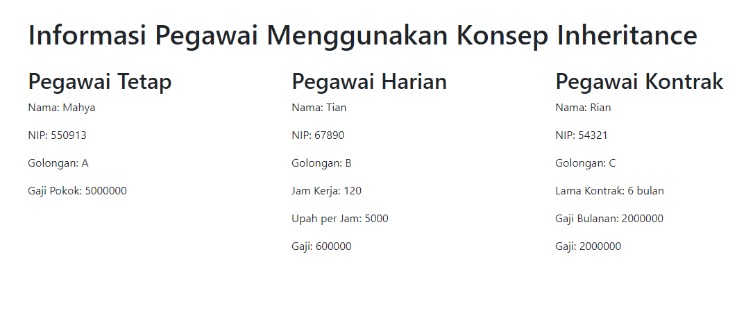 Informasi Pegawai Menggunakan Konsep Inheritance
Pegawai Tetap
Nama: Mahya
NIP: 550913
Golongan: A
Gaji Pokok: 5000000
Pegawai Harian
Nama: Tian
NIP: 67890
Golongan: B
Jam Kerja: 120
Upah per Jam: 5000
Gaji: 600000
Pegawai Kontrak
Nama: Rian
NIP: 54321
Golongan: C
Lama Kontrak: 6 bulan
Gaji Bulanan: 2000000
Gaji: 2000000